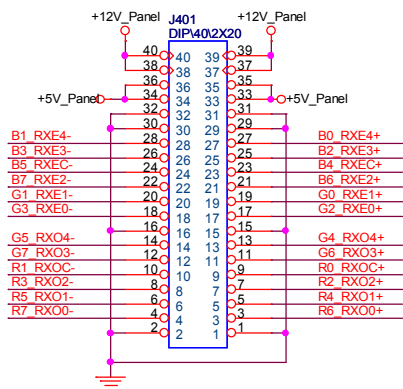 J401
+12V_Panel +12V_Panel
DIP\40\2X20
40 40 39 39
38 38 37 37
36 36 35 35
+5V_Panel 34 34 33 33 +5V_Panel
32 32 31 31
30 30 29 29
B1_RXE4- 28 28 27 27 B0_RXE4+
B3_RXE3- 26 26 25 25 B2_RXE3+
B5_RXEC- 24 24 23 23 B4_RXEC+
B7_RXE2- 22 22 21 21 B6_RXE2+
G1_RXE1- 20 20 19 19 G0_RXE1+
G3_RXE0- 18 18 17 17 G2_RXE0+
16 16 15 15
G5_RXO4- 14 14 13 13 G4_RXO4+
G7_RXO3- 12 12 11 11 G6_RXO3+
R1_RXOC- 10 10 9 9 R0_RXOC+
R3_RXO2- 8 8 7 7 R2_RXO2+
R5_RXO1- 6 6 5 5 R4_RXO1+
R7_RXO0- 4 4 3 3 R6_RXO0+
2 2 1 1